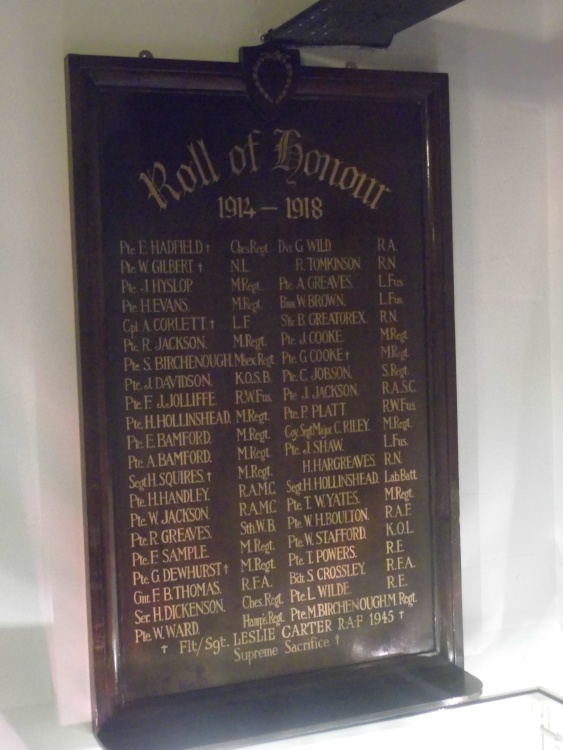 Roll of Honour
1914 – 1918
Pte E. HADFIELD. † Ches Regt. Dvr G. WILD. R.A.
Pte W. GILBERT. † N.L. R. TOMKINSON. R.N.
Pte. J. HYSLOP. M.Regt. Pte A. GREAVES. L.Fus.
Pte H. EVANS. M.Regt. Bmr W. BROWN. L.Fus.
Cpl A. CORLETT. † L.F. Stkr B. GREATOREX. R.N.
Pte. R. JACKSON. M.Regt. Pte. J. COOKE. M.Regt.
Pte S. BIRCHENOUGH. Msex.Regt. Pte. G. COOKE † M.Regt.
Pte. J. DAVIDSON. K.O.S.B. Pte. C. JOBSON. S.Regt.
Pte F. J. JOLLIFFE. R.W.Fus. Pte. J. JACKSON. R.A.S.C.
Pte. H. HOLLINSHEAD. M.Regt. Pte. P. PLATT. R.W.Fus.
Pte E. BAMFORD. M.Regt. Coy. Sgt Major. C. RILEY. M.Regt.
Pte. A. BAMFORD. M.Regt. Pte. J. SHAW. L.Fus.
Segt H. SQUIRES. † M.Regt. H. HARGREAVES. R.N.
Pte. H. HANDLEY. R.A.M.C. Segt H. HOLLINSHEAD. Lab.Batt.
Pte. W. JACKSON. R.A.M.C. Pte. T. W. YATES. M.Regt.
Pte. R. GREAVES. Sth.W.B. Pte. W. H. BOULTON. R.A.F.
Pte. F. SAMPLE. M.Regt. Pte. W. STAFFORD. K.O.L.
Pte. G. DEWHURST † M.Regt. Pte. T. POWERS. R.E.
Gnr. F. B. THOMAS. R.F.A. Bdr. S. CROSSLEY. R.F.A.
Ser. H. DICKENSON. Ches.Regt. Pte. L. WILDE. R.E.
Pte. W. WARD. Hamp's.Regt. Pte. M. BIRCHENOUGH. M.Regt.
† Flt/Sgt. LESLIE CARTER R.A.F 1945 †
Supreme Sacrifice †